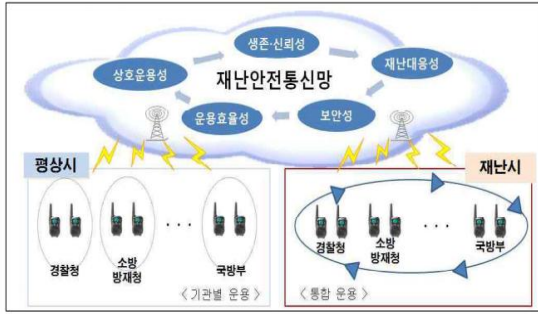 생존·신뢰성
상호운용성
재난대응성
재난안전통신망
운용효율성
보안성
평상시
재난시
경찰청
소방
방재청
. . .
국방부
〈 기관별 운용 〉
경찰청
소방
방재청
. . .
국방부
〈 통합 운용 〉